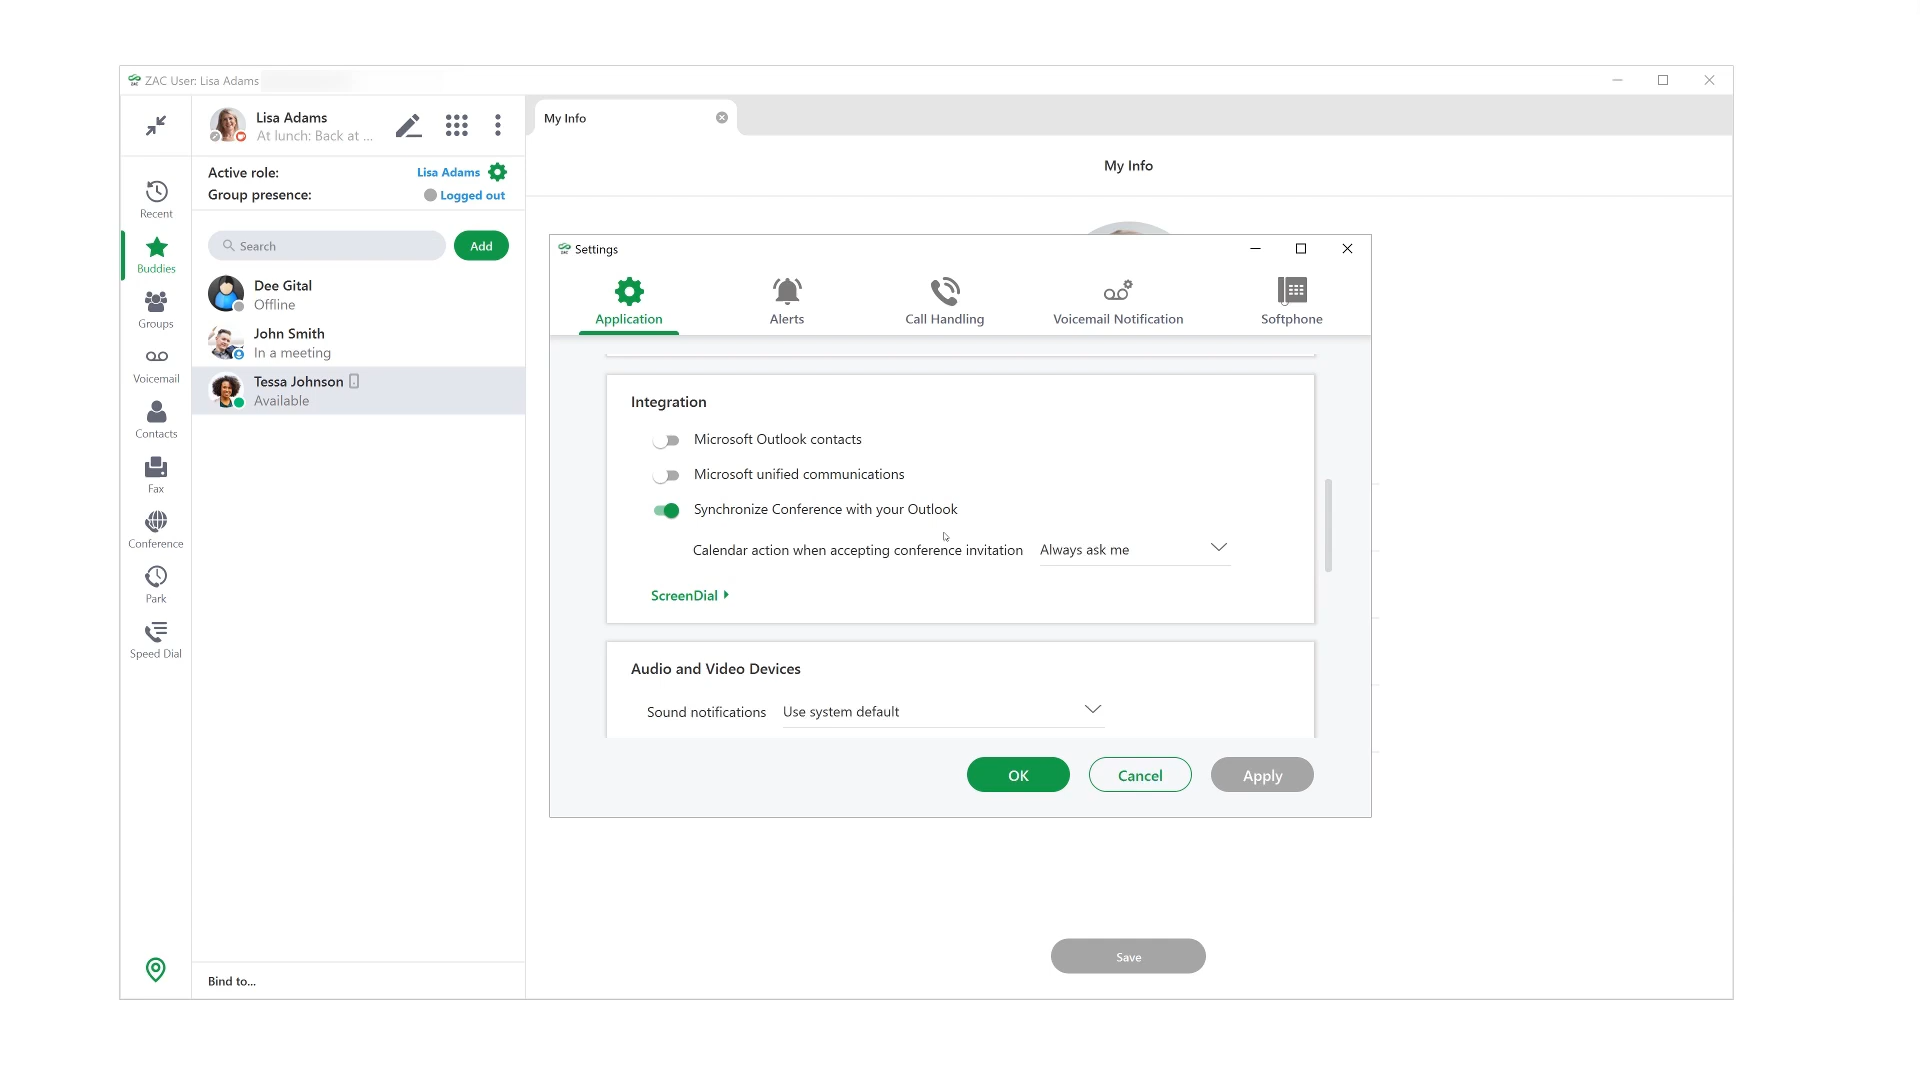 ZAC User: Lisa Adams
Lisa Adams
At lunch: Back at ...
Active role:
Lisa Adams
Group presence:
Logged out
Search
Add
Recent
Buddies
Groups
Voicemail
Contacts
Fax
Conference
Park
Speed Dial
Dee Gital
Offline
John Smith
In a meeting
Tessa Johnson
Available
Bind to...
My Info
My Info
Settings
Application
Alerts
Call Handling
Voicemail Notification
Softphone
Integration
Microsoft Outlook contacts
Microsoft unified communications
Synchronize Conference with your Outlook
Calendar action when accepting conference invitation Always ask me
ScreenDial
Audio and Video Devices
Sound notifications Use system default
OK
Cancel
Apply
Save